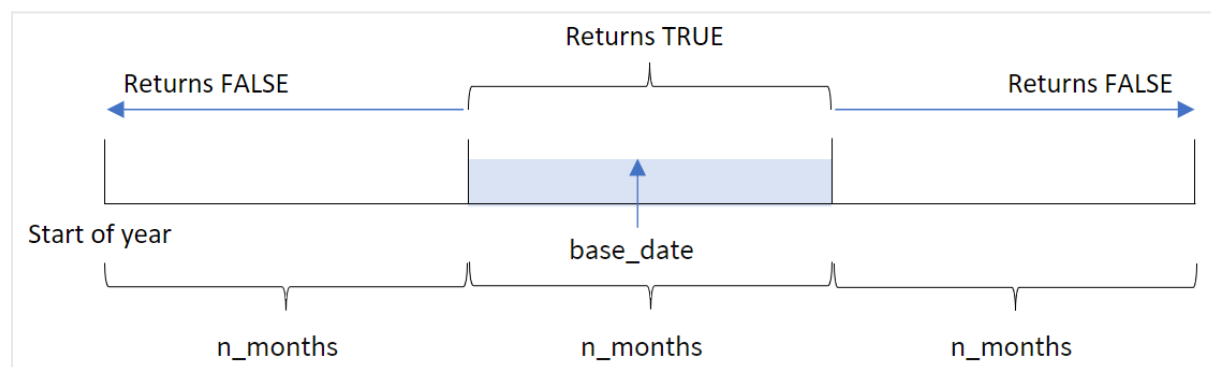 Returns TRUE
Returns FALSE
Returns FALSE
Start of year
base_date
n_months
n_months
n_months